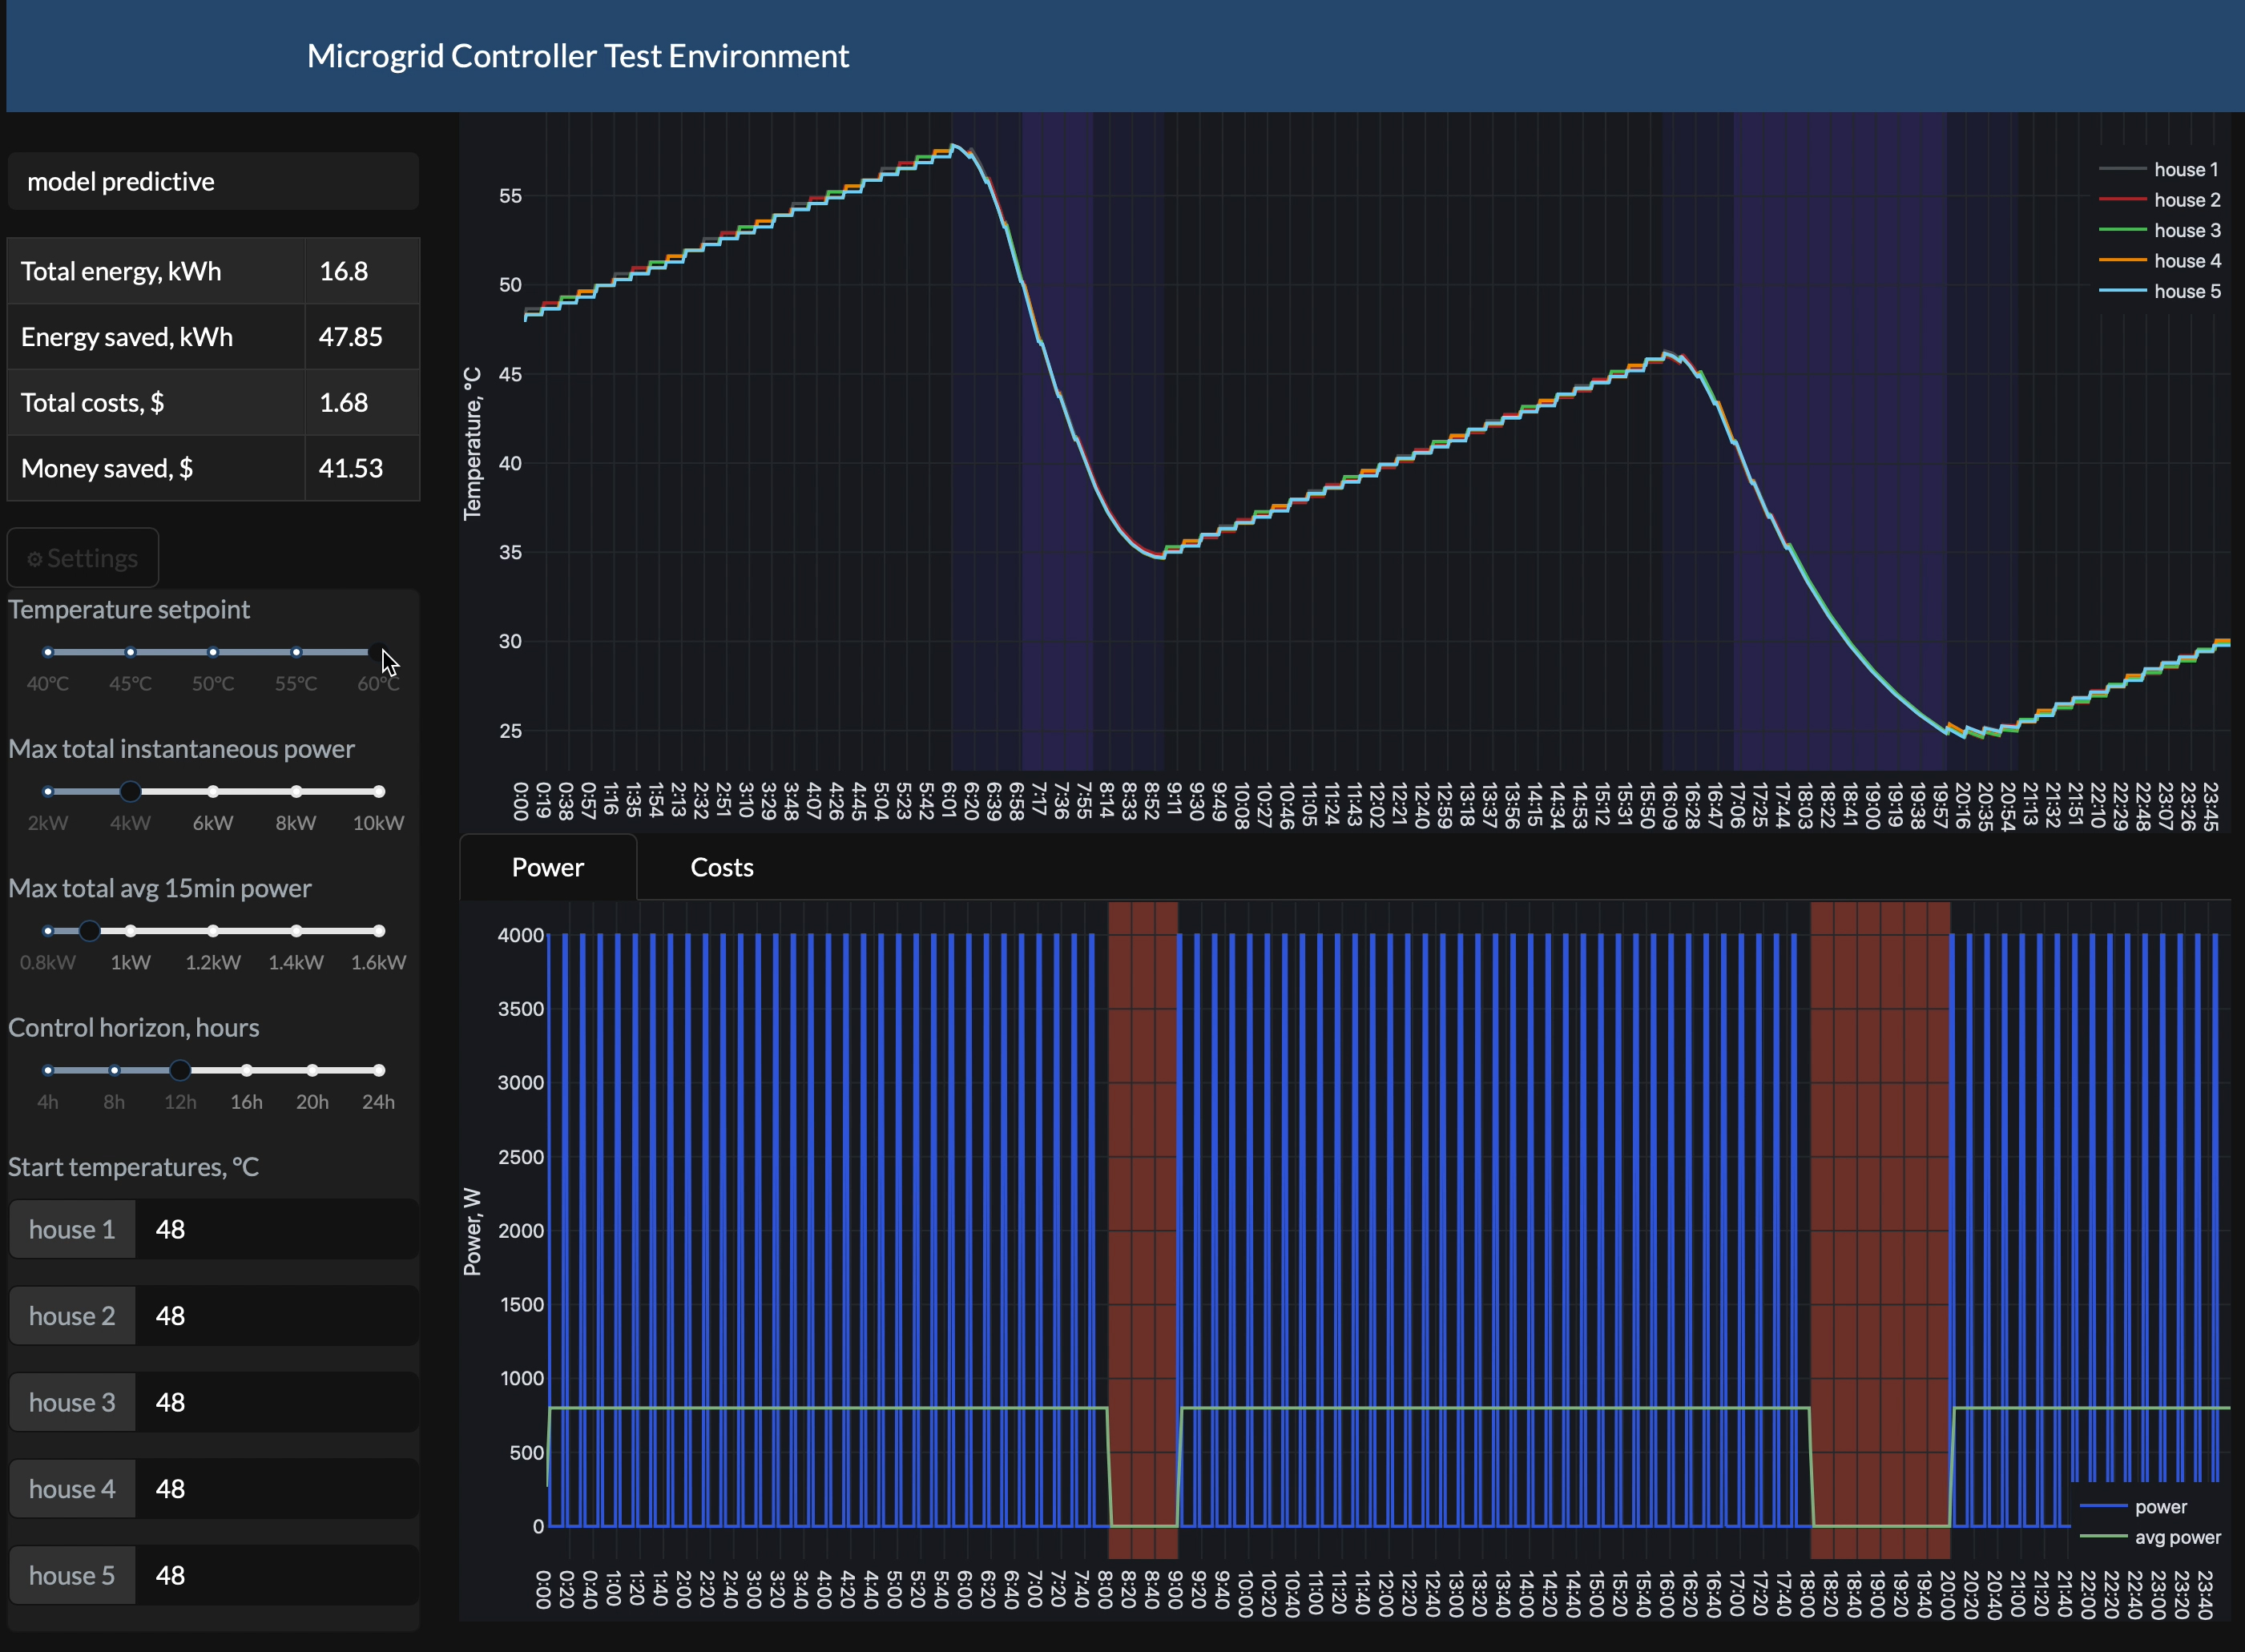 Microgrid Controller Test Environment
model predictive
Total energy, kWh 16.8
Energy saved, kWh 47.85
Total costs, $ 1.68
Money saved, $ 41.53
⚙ Settings
Temperature setpoint
40°C 45°C 50°C 55°C 60°C
Max total instantaneous power
2kW 4kW 6kW 8kW 10kW
Max total avg 15min power
0.8kW 1kW 1.2kW 1.4kW 1.6kW
Control horizon, hours
4h 8h 12h 16h 20h 24h
Start temperatures, °C
house 1 48
house 2 48
house 3 48
house 4 48
house 5 48
Temperature, °C
55
50
45
40
35
30
25
house 1
house 2
house 3
house 4
house 5
0:00 0:19 0:38 0:57 1:16 1:35 1:54 2:13 2:32 2:51 3:10 3:29 3:48 4:07 4:26 4:45 5:04 5:23 5:42 6:01 6:20 6:39 6:58 7:17 7:36 7:55 8:14 8:33 8:52 9:11 9:30 9:49 10:08 10:27 10:46 11:05 11:24 11:43 12:02 12:21 12:40 12:59 13:18 13:37 13:56 14:15 14:34 14:53 15:12 15:31 15:50 16:09 16:28 16:47 17:06 17:25 17:44 18:03 18:22 18:41 19:00 19:19 19:38 19:57 20:16 20:35 20:54 21:13 21:32 21:51 22:10 22:29 22:48 23:07 23:26 23:45
Power Costs
Power, W
4000
3500
3000
2500
2000
1500
1000
500
0
power
avg power
0:00 0:20 0:40 1:00 1:20 1:40 2:00 2:20 2:40 3:00 3:20 3:40 4:00 4:20 4:40 5:00 5:20 5:40 6:00 6:20 6:40 7:00 7:20 7:40 8:00 8:20 8:40 9:00 9:20 9:40 10:00 10:20 10:40 11:00 11:20 11:40 12:00 12:20 12:40 13:00 13:20 13:40 14:00 14:20 14:40 15:00 15:20 15:40 16:00 16:20 16:40 17:00 17:20 17:40 18:00 18:20 18:40 19:00 19:20 19:40 20:00 20:20 20:40 21:00 21:20 21:40 22:00 22:20 22:40 23:00 23:20 23:40